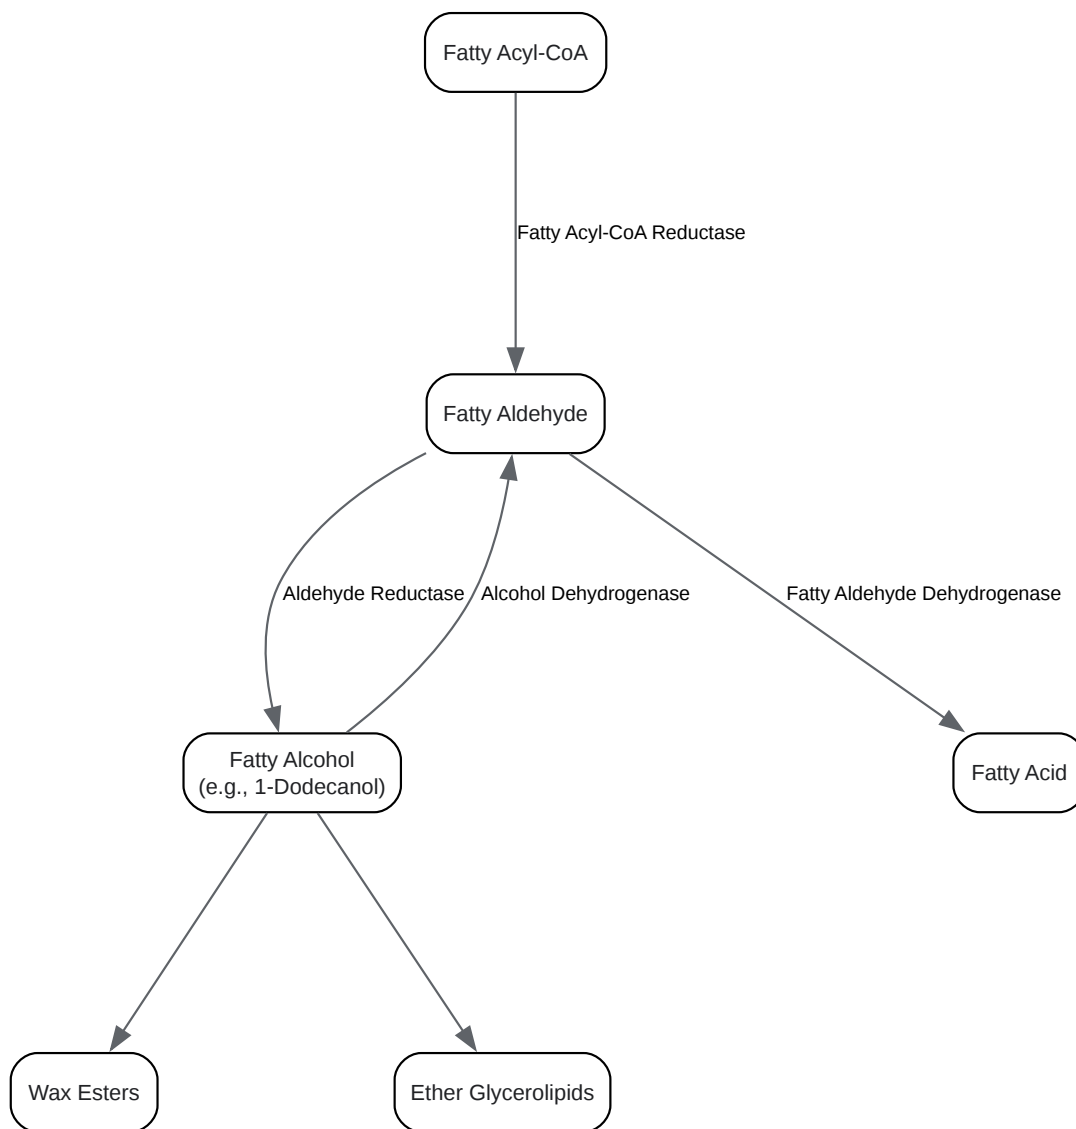 Fatty Acyl-CoA
Fatty Acyl-CoA Reductase
Fatty Aldehyde
Aldehyde Reductase
Alcohol Dehydrogenase
Fatty Aldehyde Dehydrogenase
Fatty Alcohol
(e.g., 1-Dodecanol)
Fatty Acid
Wax Esters
Ether Glycerolipids